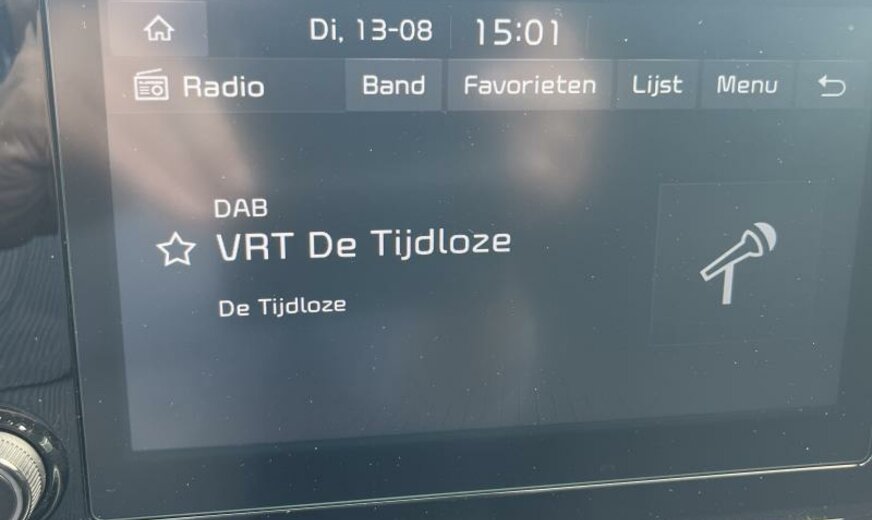 Di, 13-08 15:01
Radio Band Favorieten Lijst Menu
DAB
VRT De Tijdloze
De Tijdloze